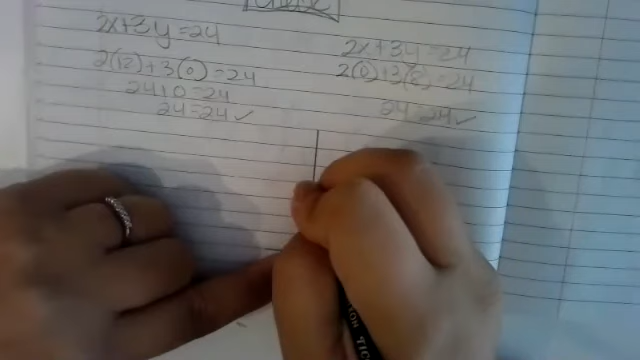 Check
2x+3y=24
2(12)+3(0)=24
24+0=24
24=24✓
2x+3y=24
2(0)+3(8)=24
24=24✓